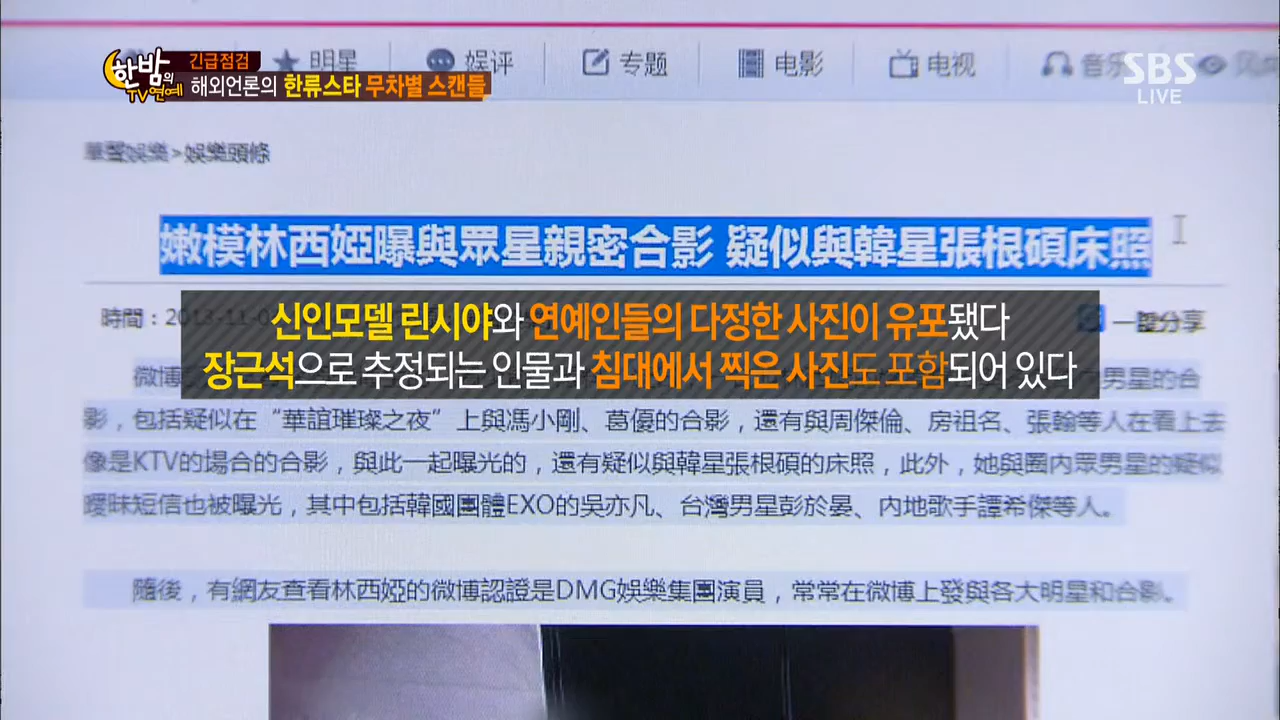 한밤의 TV연예
긴급점검
해외언론의 한류스타 무차별 스캔들
SBS
LIVE
明星 娱评 专题 电影 电视 音乐
華聲娛樂>娛樂頭條
嫩模林西婭曝與眾星親密合影 疑似與韓星張根碩床照
時間：2013-11-0
一鍵分享
신인모델 린시야와 연예인들의 다정한 사진이 유포됐다
장근석으로 추정되는 인물과 침대에서 찍은 사진도 포함되어 있다
微博
男星的合
影，包括疑似在“華誼璀璨之夜”上與馮小剛、葛優的合影，還有與周傑倫、房祖名、張翰等人在看上去
像是KTV的場合的合影，與此一起曝光的，還有疑似與韓星張根碩的床照，此外，她與圈内眾男星的疑似
曖昧短信也被曝光，其中包括韓國團體EXO的吳亦凡、台灣男星彭於晏、内地歌手譚希傑等人。
隨後，有網友查看林西婭的微博認證是DMG娛樂集團演員，常常在微博上發與各大明星和合影。